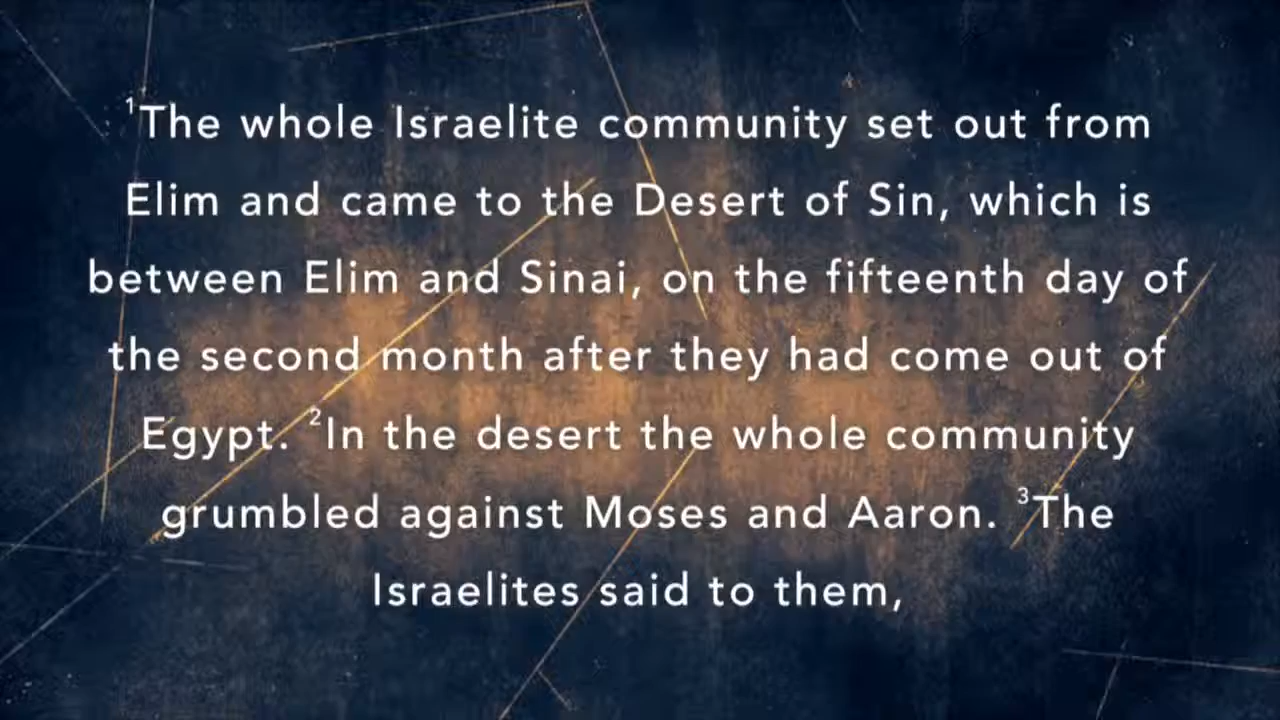 ¹The whole Israelite community set out from
Elim and came to the Desert of Sin, which is
between Elim and Sinai, on the fifteenth day of
the second month after they had come out of
Egypt. ²In the desert the whole community
grumbled against Moses and Aaron. ³The
Israelites said to them,